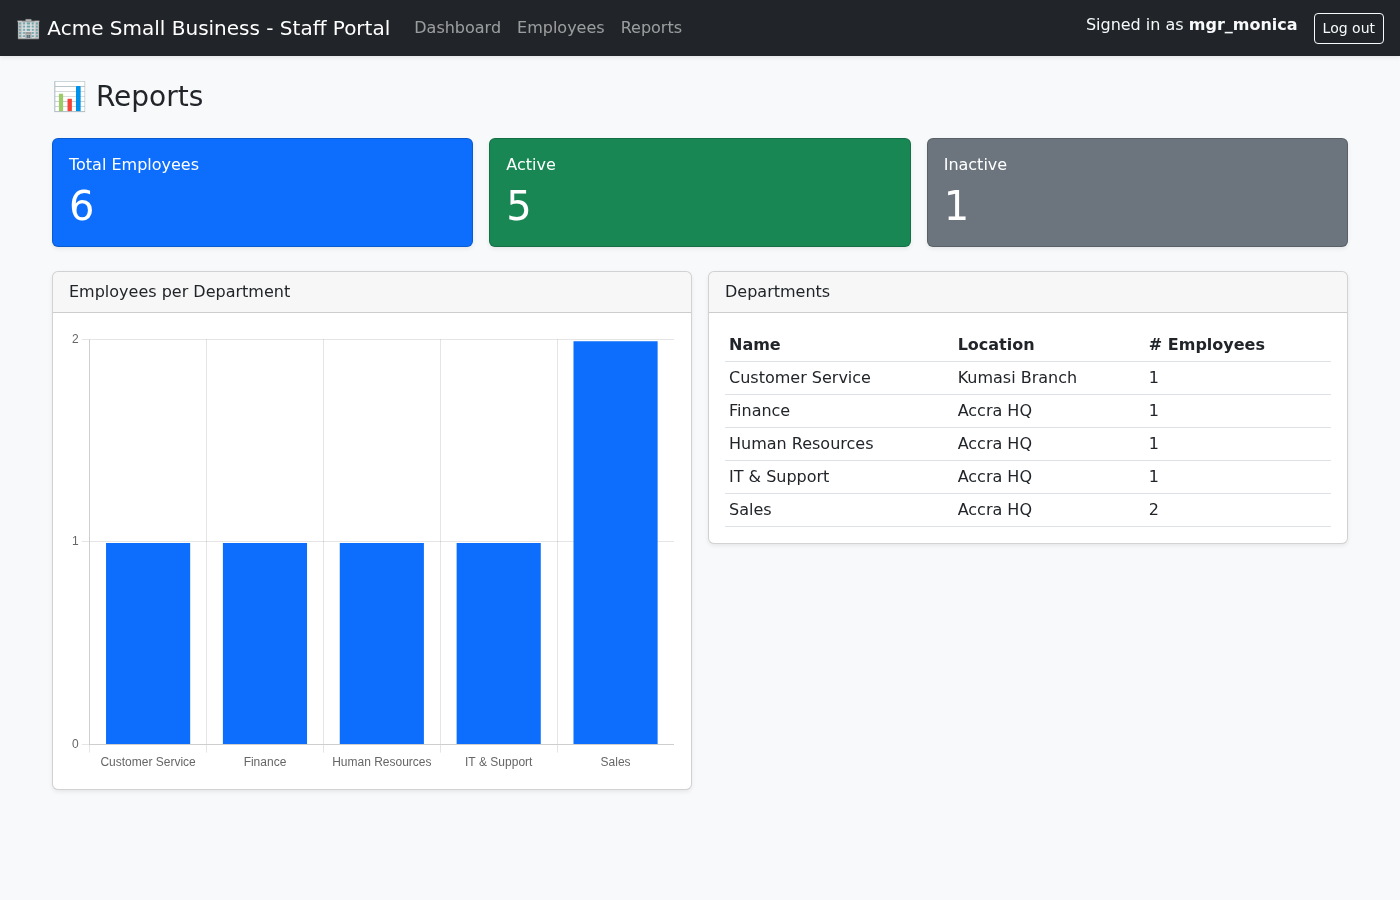 Acme Small Business - Staff Portal Dashboard Employees Reports Signed in as mgr_monica Log out
Reports
Total Employees
6
Active
5
Inactive
1
Employees per Department
2
1
0
Customer Service Finance Human Resources IT & Support Sales
Departments
Name Location # Employees
Customer Service Kumasi Branch 1
Finance Accra HQ 1
Human Resources Accra HQ 1
IT & Support Accra HQ 1
Sales Accra HQ 2